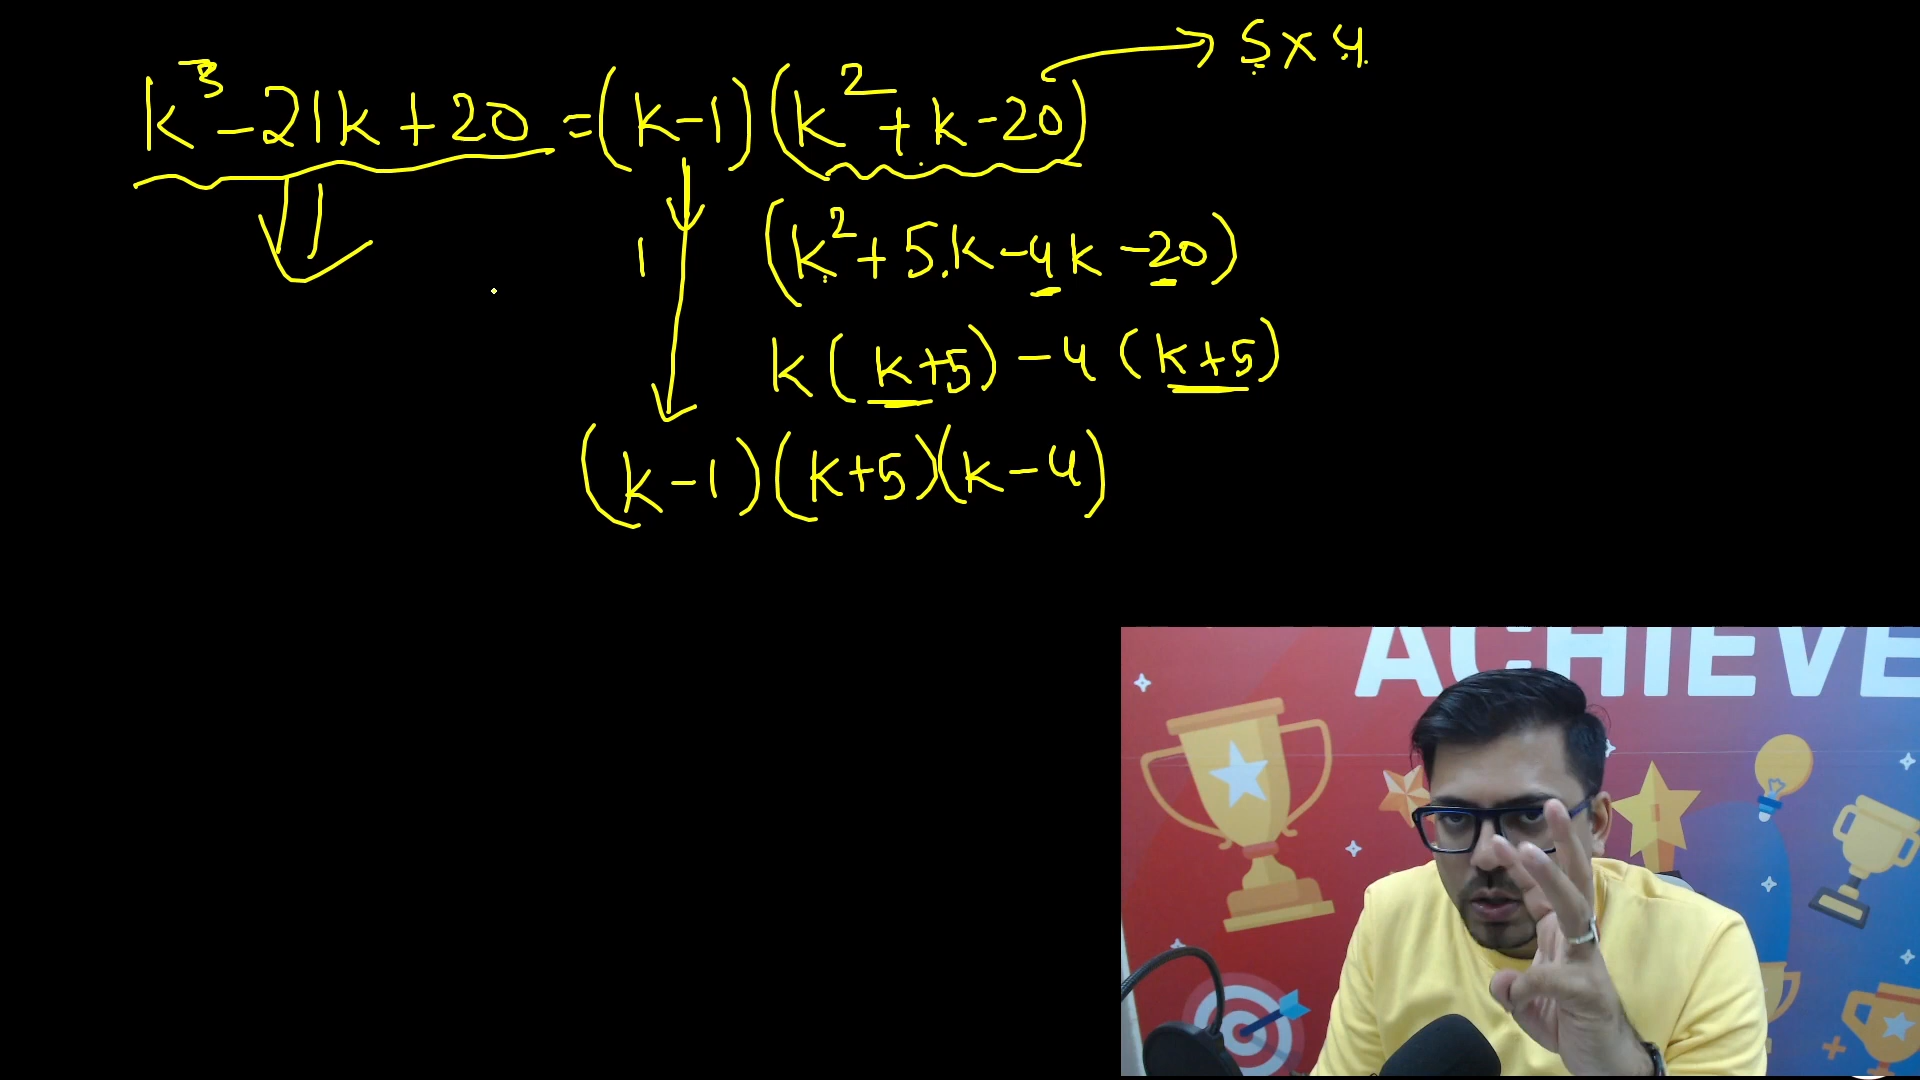 k³ - 21k + 20 = (k-1)(k² + k - 20) → 5 x 4
1 (k² + 5.k - 4k - 20)
k(k+5) - 4(k+5)
(k-1)(k+5)(k-4)
ACHIEVE